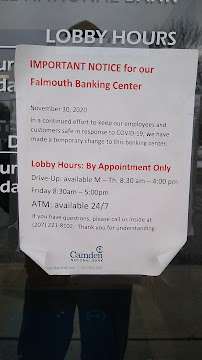 NATIONAL BANK
LOBBY HOURS
IMPORTANT NOTICE for our
Falmouth Banking Center
November 30, 2020
In a continued effort to keep our employees and
customers safe in response to COVID-19, we have
made a temporary change to this banking center.
Lobby Hours: By Appointment Only
Drive-Up: available M – Th. 8:30 am – 4:00 pm
Friday 8:30am – 5:00pm
ATM: available 24/7
If you have questions, please call us inside at
(207) 221-8102. Thank you for understanding.
Camden
NATIONAL BANK